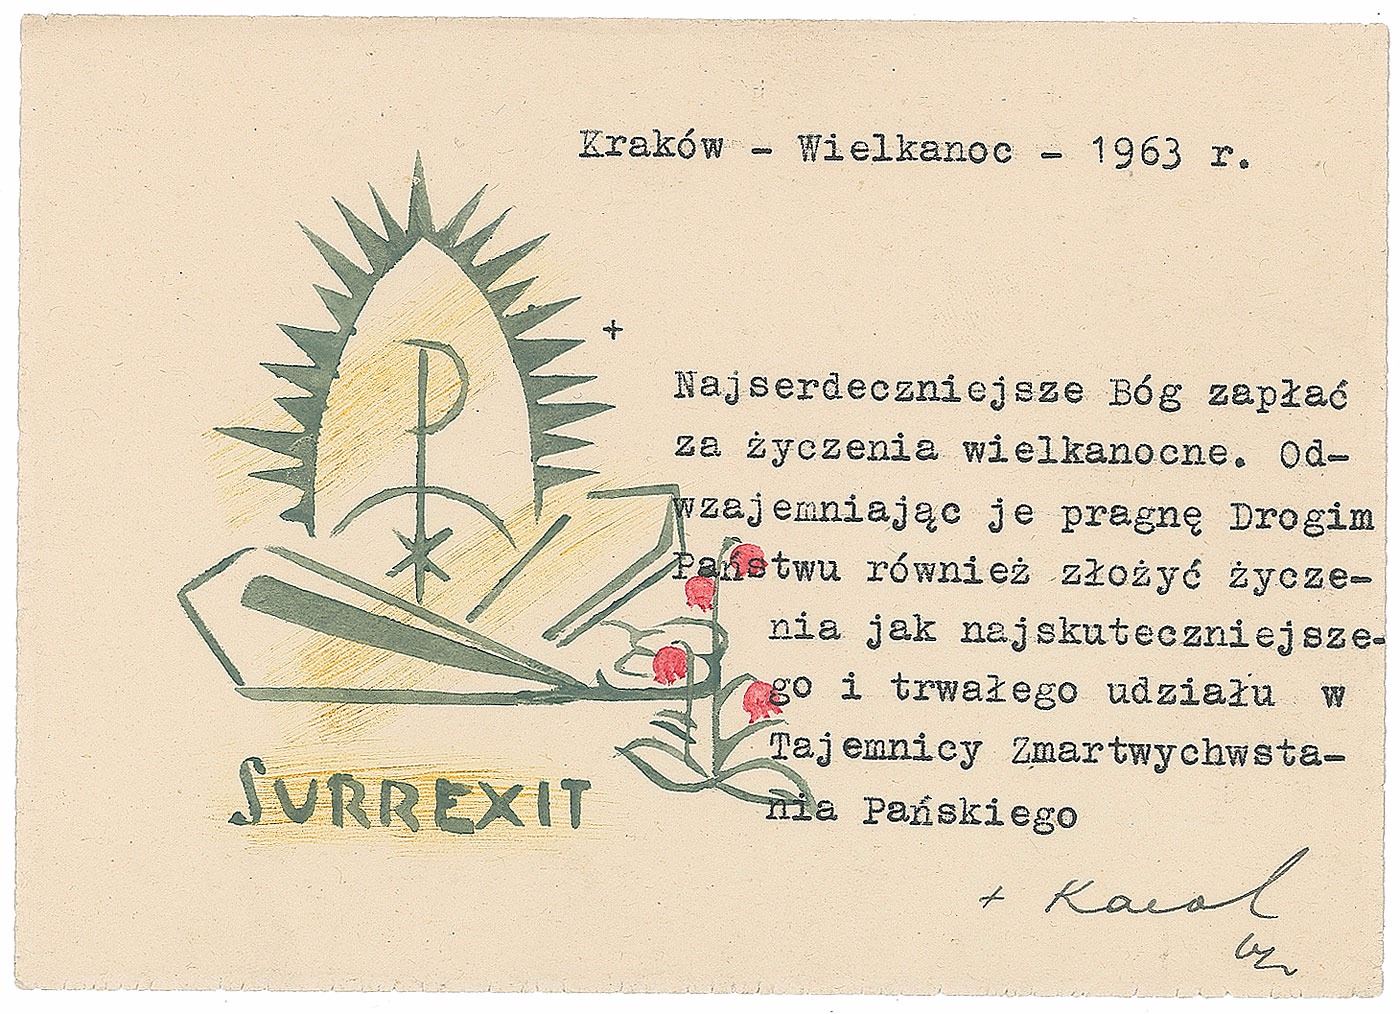 Kraków - Wielkanoc - 1963 r.
+
Najserdeczniejsze Bóg zapłać
za życzenia wielkanocne. Od-
wzajemniając je pragnę Drogim
Państwu również złożyć życze-
nia jak najskuteczniejsze-
go i trwałego udziału w
Tajemnicy Zmartwychwsta-
nia Pańskiego
SURREXIT
+ Karol